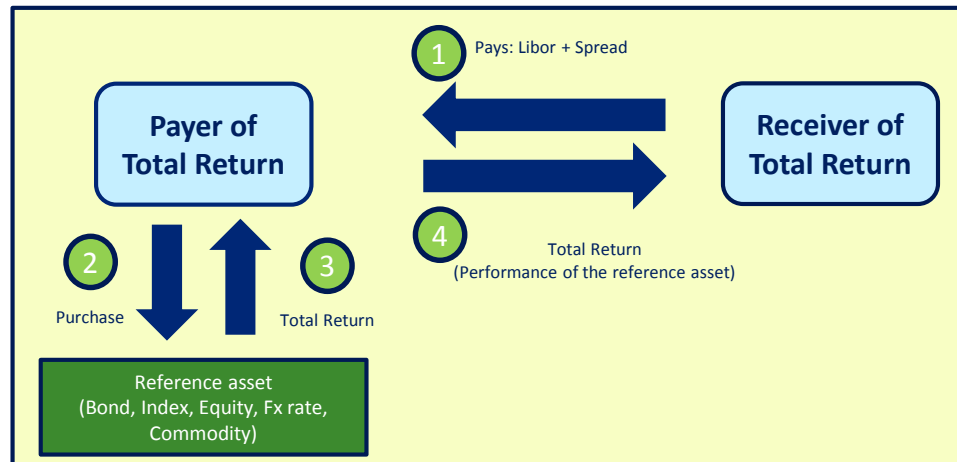 1
Pays: Libor + Spread
Payer of
Total Return
Receiver of
Total Return
4
Total Return
(Performance of the reference asset)
2
Purchase
3
Total Return
Reference asset
(Bond, Index, Equity, Fx rate,
Commodity)